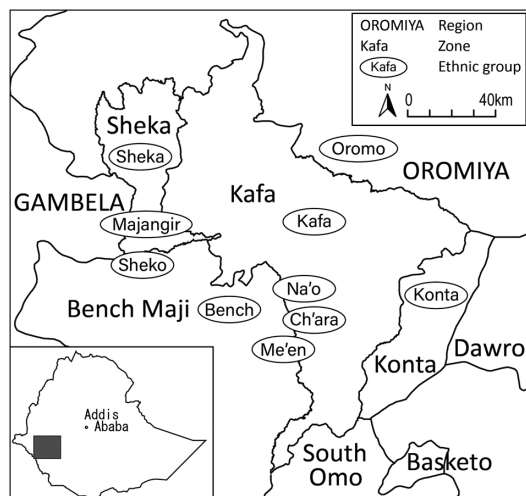 OROMIYA Region
Kafa Zone
Kafa Ethnic group
N
0 40km
Sheka
Sheka
Oromo
OROMIYA
GAMBELA
Kafa
Majangir
Kafa
Sheko
Na'o
Konta
Bench Maji
Bench
Ch'ara
Me'en
Konta
Dawro
Addis
Ababa
South
Omo
Basketo